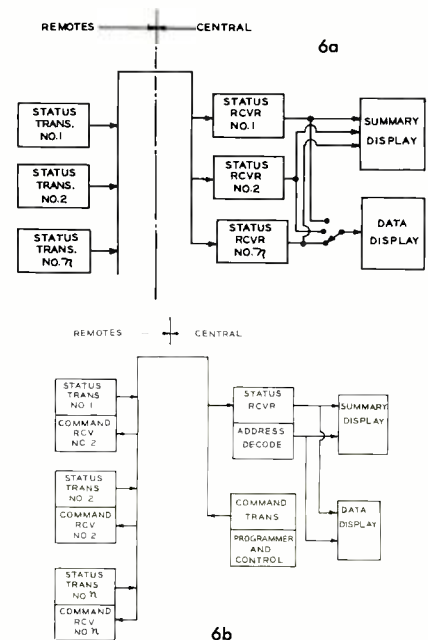 REMOTES
CENTRAL
6a
STATUS
TRANS.
NO.1
STATUS
TRANS.
NO.2
STATUS
TRANS.
NO. n
STATUS
RCVR
NO.1
STATUS
RCVR
NO.2
STATUS
RCVR
NO. n
SUMMARY
DISPLAY
DATA
DISPLAY
REMOTES
CENTRAL
STATUS
TRANS
NO 1
COMMAND
RCV
NC 2
STATUS
TRANS
NO 2
COMMAND
RCV
NO 2
STATUS
TRANS
NO n
COMMAND
RCV
NO n
STATUS
RCVR
ADDRESS
DECODE
COMMAND
TRANS
PROGRAMMER
AND
CONTROL
SUMMARY
DISPLAY
DATA
DISPLAY
6b